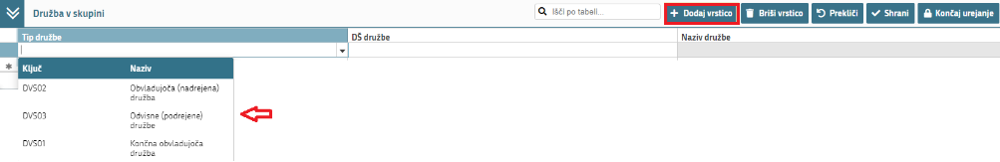 Družba v skupini
Išči po tabeli...
Dodaj vrstico
Briši vrstico
Prekliči
Shrani
Končaj urejanje
Tip družbe
DŠ družbe
Naziv družbe
Ključ
Naziv
DVS02
Obvladujoča (nadrejena)
družba
DVS03
Odvisne (podrejene)
družbe
DVS01
Končna obvladujoča
družba